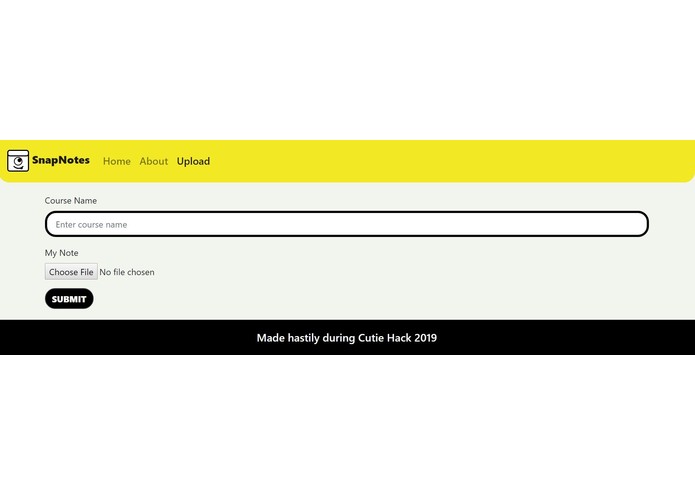 SnapNotes Home About Upload
Course Name
Enter course name
My Note
Choose File No file chosen
SUBMIT
Made hastily during Cutie Hack 2019